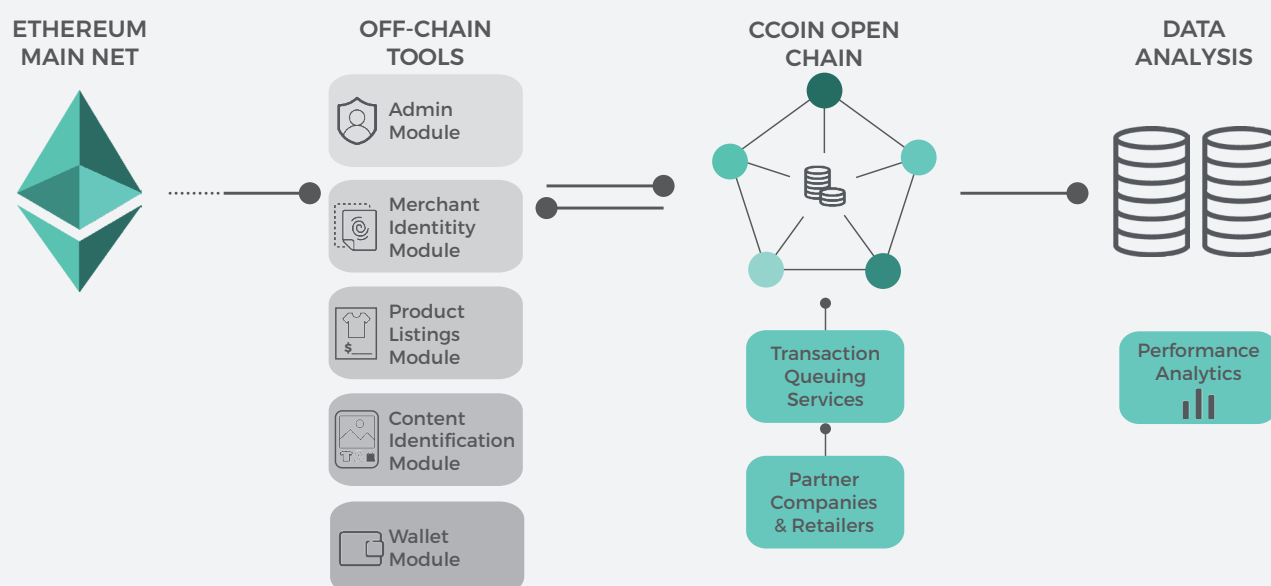 ETHEREUM
MAIN NET
OFF-CHAIN
TOOLS
Admin
Module
Merchant
Identitity
Module
Product
Listings
Module
$
Content
Identification
Module
Wallet
Module
CCOIN OPEN
CHAIN
Transaction
Queuing
Services
Partner
Companies
& Retailers
DATA
ANALYSIS
Performance
Analytics